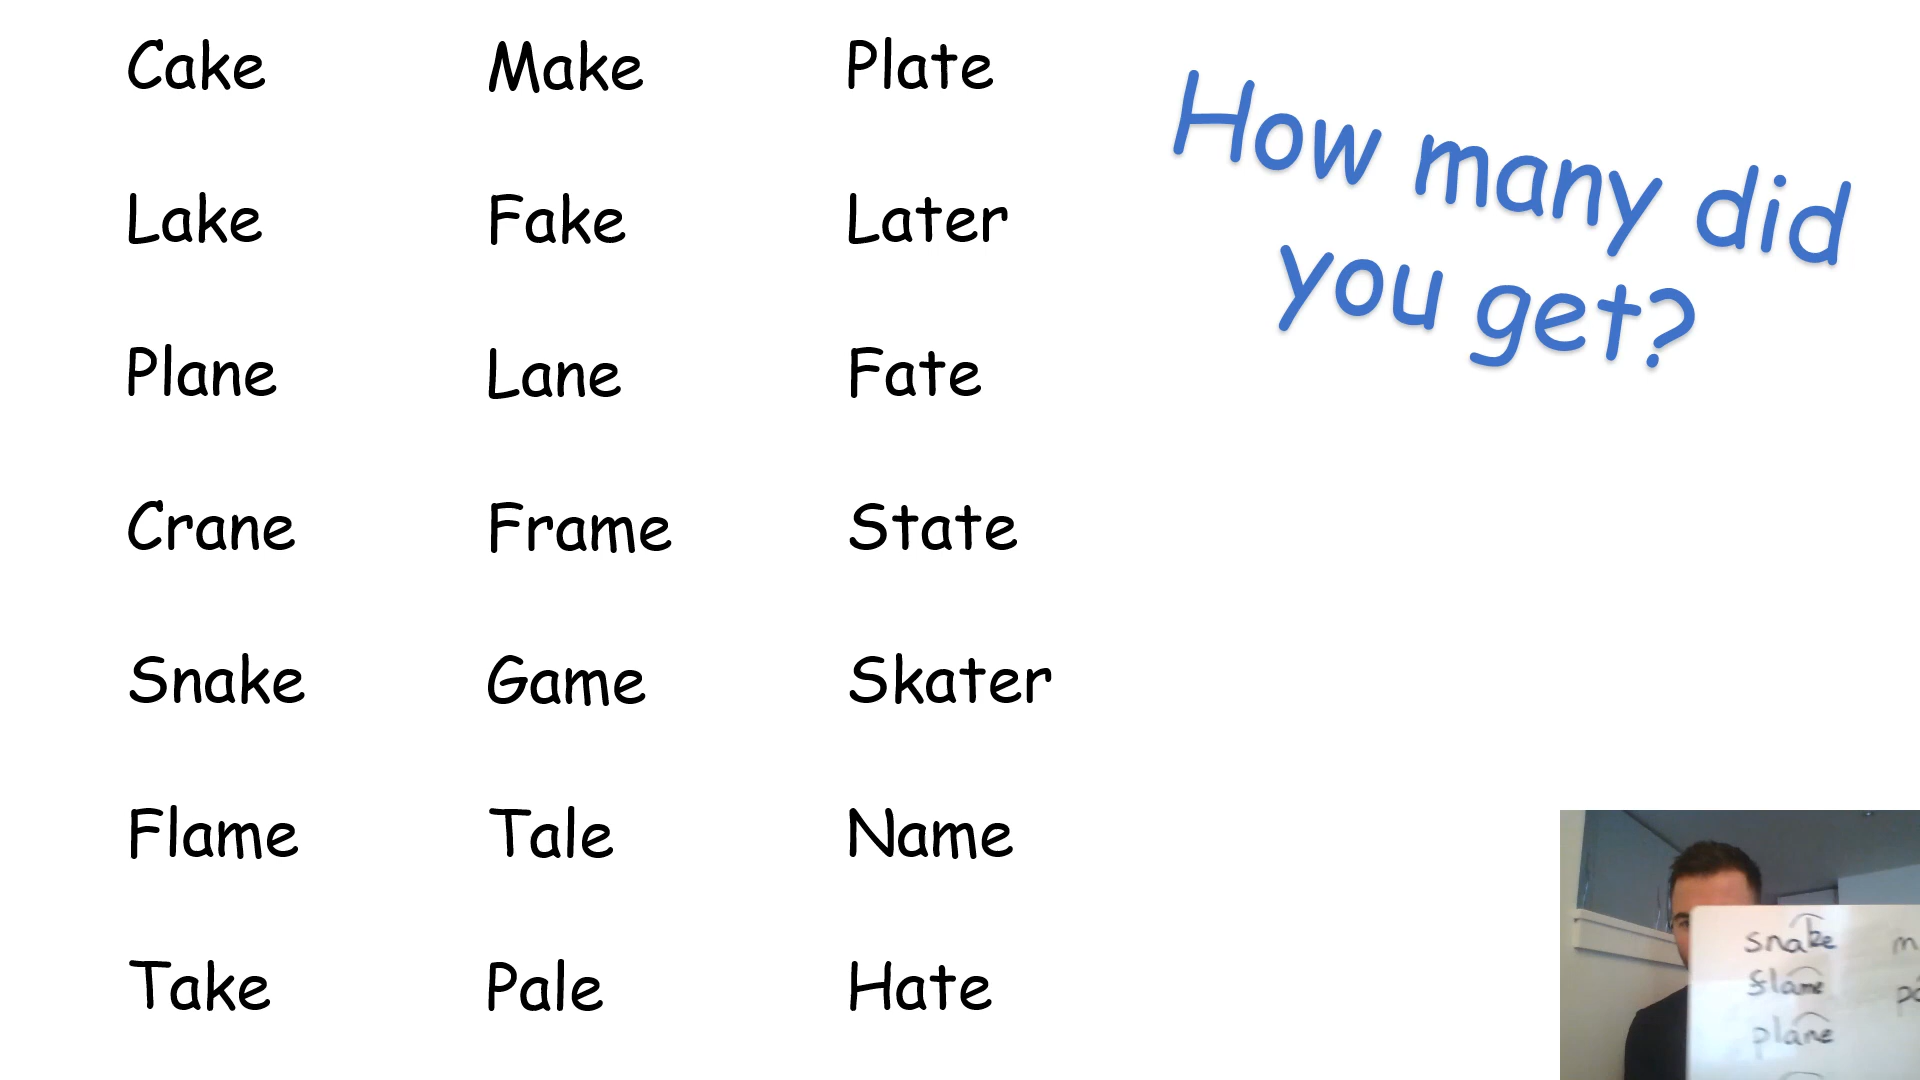 Cake Make Plate
Lake Fake Later
Plane Lane Fate
Crane Frame State
Snake Game Skater
Flame Tale Name
Take Pale Hate
How many did
you get?
snake
flame
plane